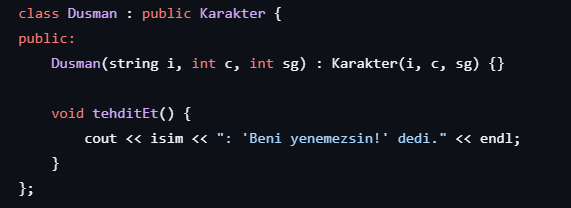 class Dusman : public Karakter {
public:
    Dusman(string i, int c, int sg) : Karakter(i, c, sg) {}

    void tehditEt() {
        cout << isim << ": 'Beni yenemezsin!' dedi." << endl;
    }
};